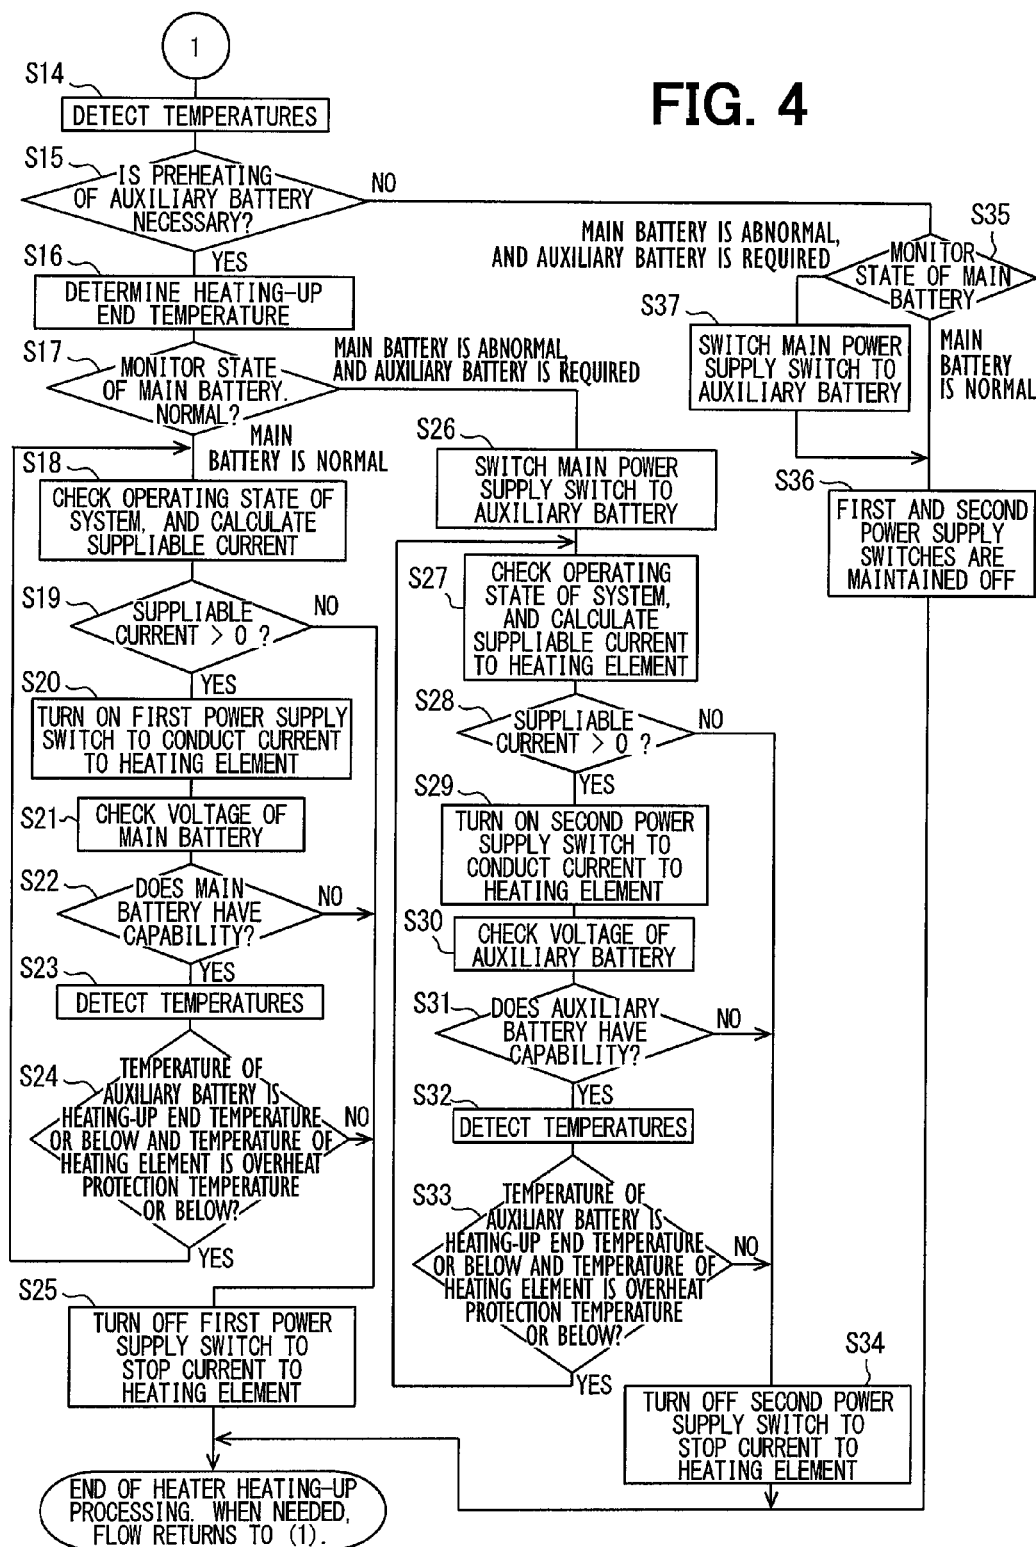 FIG. 4
1
S14
DETECT TEMPERATURES
S15
IS PREHEATING
OF AUXILIARY BATTERY
NECESSARY?
NO
YES
S16
DETERMINE HEATING-UP
END TEMPERATURE
S17
MONITOR STATE
OF MAIN BATTERY.
NORMAL?
MAIN BATTERY IS ABNORMAL,
AND AUXILIARY BATTERY IS REQUIRED
MAIN
BATTERY IS NORMAL
S18
CHECK OPERATING STATE OF
SYSTEM, AND CALCULATE
SUPPLIABLE CURRENT
S19
SUPPLIABLE
CURRENT > 0 ?
NO
YES
S20
TURN ON FIRST POWER SUPPLY
SWITCH TO CONDUCT CURRENT
TO HEATING ELEMENT
S21
CHECK VOLTAGE OF
MAIN BATTERY
S22
DOES MAIN
BATTERY HAVE
CAPABILITY?
NO
YES
S23
DETECT TEMPERATURES
S24
TEMPERATURE OF
AUXILIARY BATTERY IS
HEATING-UP END TEMPERATURE
OR BELOW AND TEMPERATURE OF
HEATING ELEMENT IS OVERHEAT
PROTECTION TEMPERATURE
OR BELOW?
NO
YES
S25
TURN OFF FIRST POWER
SUPPLY SWITCH TO
STOP CURRENT TO
HEATING ELEMENT
END OF HEATER HEATING-UP
PROCESSING. WHEN NEEDED,
FLOW RETURNS TO (1).
S26
SWITCH MAIN POWER
SUPPLY SWITCH TO
AUXILIARY BATTERY
S27
CHECK OPERATING
STATE OF SYSTEM,
AND CALCULATE
SUPPLIABLE CURRENT
TO HEATING ELEMENT
S28
SUPPLIABLE
CURRENT > 0 ?
NO
YES
S29
TURN ON SECOND POWER
SUPPLY SWITCH TO
CONDUCT CURRENT TO
HEATING ELEMENT
S30
CHECK VOLTAGE OF
AUXILIARY BATTERY
S31
DOES AUXILIARY
BATTERY HAVE
CAPABILITY?
NO
YES
S32
DETECT TEMPERATURES
S33
TEMPERATURE OF
AUXILIARY BATTERY IS
HEATING-UP END TEMPERATURE
OR BELOW AND TEMPERATURE OF
HEATING ELEMENT IS OVERHEAT
PROTECTION TEMPERATURE
OR BELOW?
NO
YES
S34
TURN OFF SECOND POWER
SUPPLY SWITCH TO
STOP CURRENT TO
HEATING ELEMENT
S35
MONITOR
STATE OF MAIN
BATTERY
MAIN BATTERY IS ABNORMAL,
AND AUXILIARY BATTERY IS REQUIRED
S37
SWITCH MAIN POWER
SUPPLY SWITCH TO
AUXILIARY BATTERY
MAIN
BATTERY
IS NORMAL
S36
FIRST AND SECOND
POWER SUPPLY
SWITCHES ARE
MAINTAINED OFF